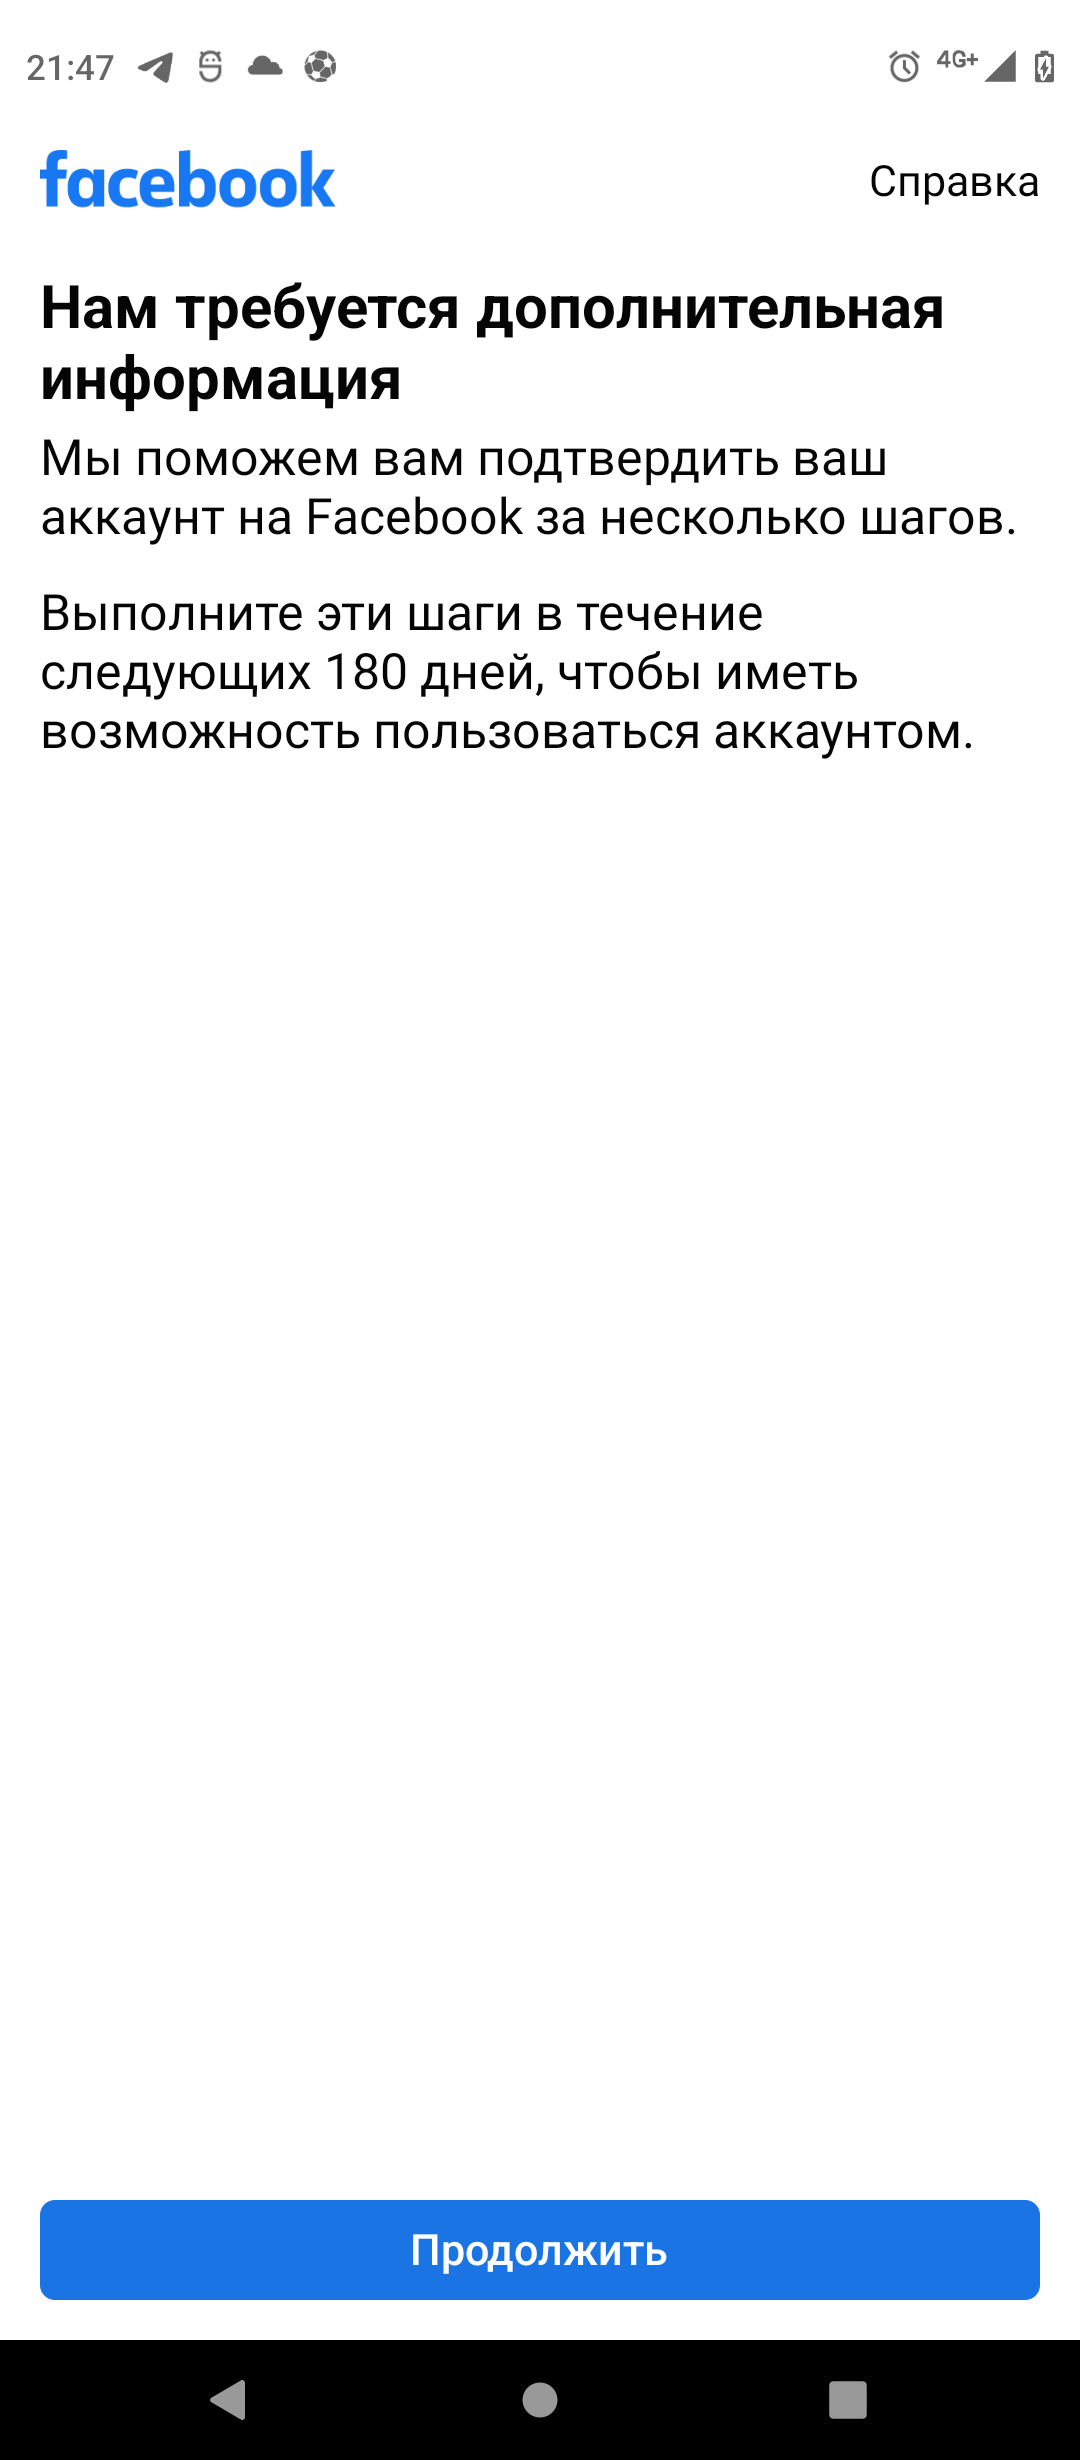 21:47
4G+
facebook
Справка
Нам требуется дополнительная
информация
Мы поможем вам подтвердить ваш
аккаунт на Facebook за несколько шагов.
Выполните эти шаги в течение
следующих 180 дней, чтобы иметь
возможность пользоваться аккаунтом.
Продолжить